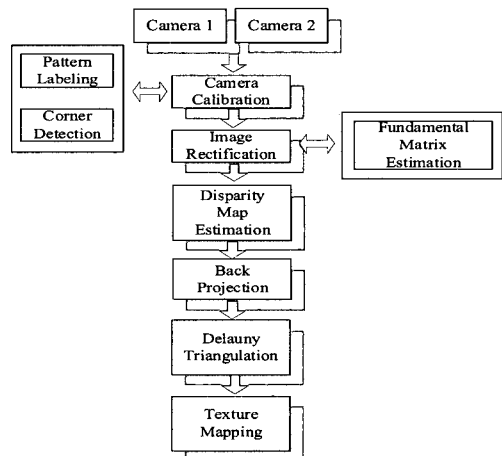 Camera 1
Camera 2
Pattern
Labeling
Corner
Detection
Camera
Calibration
Image
Rectification
Fundamental
Matrix
Estimation
Disparity
Map
Estimation
Back
Projection
Delauny
Triangulation
Texture
Mapping